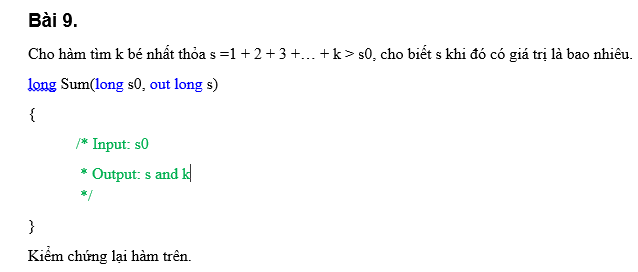 Bài 9.
Cho hàm tìm k bé nhất thỏa s =1 + 2 + 3 +… + k > s0, cho biết s khi đó có giá trị là bao nhiêu.
long Sum(long s0, out long s)
{
/* Input: s0
* Output: s and k
*/
}
Kiểm chứng lại hàm trên.